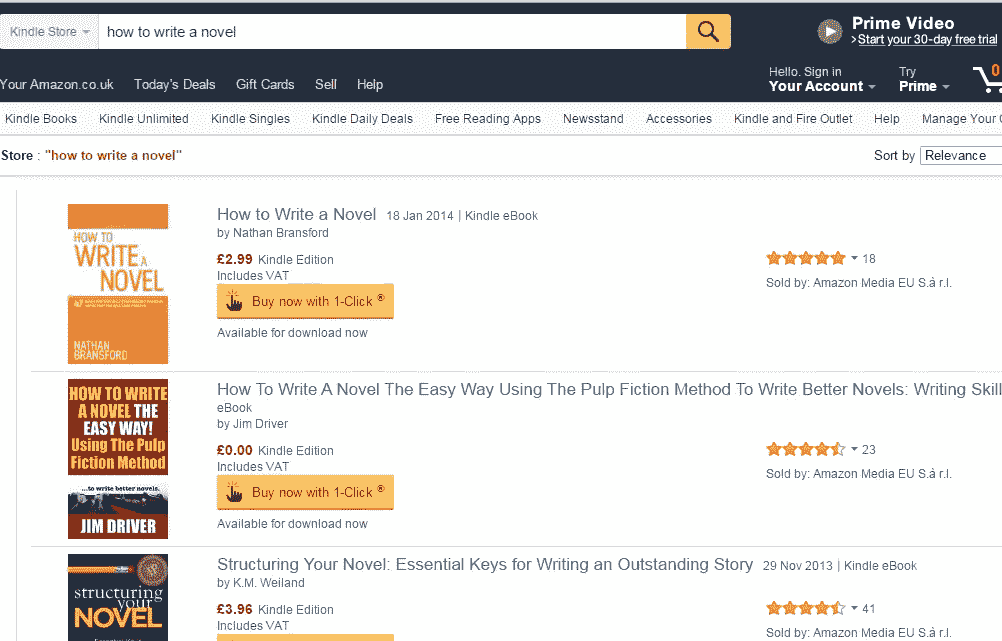 Kindle Store how to write a novel
Prime Video
>Start your 30-day free trial
Your Amazon.co.uk Today's Deals Gift Cards Sell Help
Hello. Sign in
Your Account
Try
Prime
0
Kindle Books Kindle Unlimited Kindle Singles Kindle Daily Deals Free Reading Apps Newsstand Accessories Kindle and Fire Outlet Help Manage Your
Store : "how to write a novel"
Sort by Relevance
HOW TO
WRITE A
NOVEL
NATHAN
BRANSFORD
How to Write a Novel 18 Jan 2014 | Kindle eBook
by Nathan Bransford
£2.99 Kindle Edition
Includes VAT
Buy now with 1-Click ®
Available for download now
18
Sold by: Amazon Media EU S.à r.l.
HOW TO WRITE
A NOVEL THE
EASY WAY!
Using The Pulp
Fiction Method
...to write better novels.
JIM DRIVER
How To Write A Novel The Easy Way Using The Pulp Fiction Method To Write Better Novels: Writing Skill
eBook
by Jim Driver
£0.00 Kindle Edition
Includes VAT
Buy now with 1-Click ®
Available for download now
23
Sold by: Amazon Media EU S.à r.l.
structuring
your
NOVEL
Structuring Your Novel: Essential Keys for Writing an Outstanding Story 29 Nov 2013 | Kindle eBook
by K.M. Weiland
£3.96 Kindle Edition
Includes VAT
41
Sold by: Amazon Media EU S.à r.l.